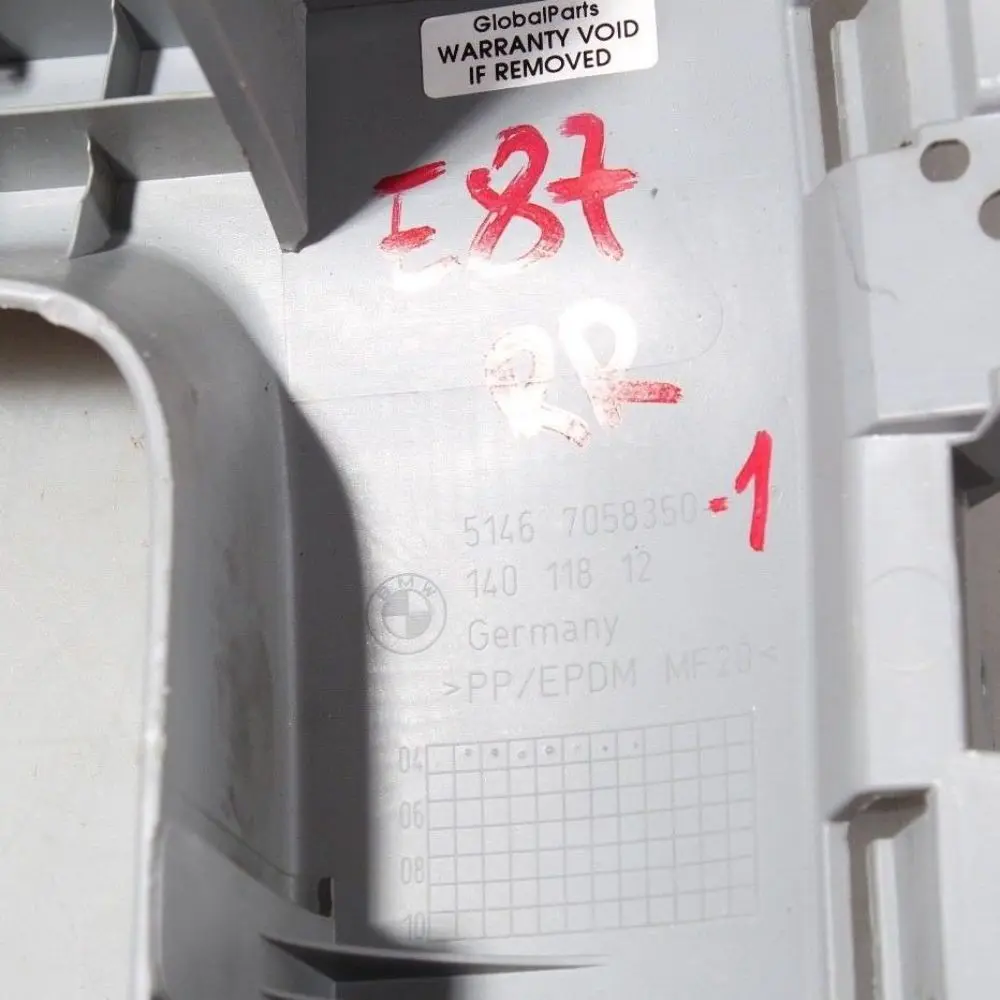 GlobalParts
WARRANTY VOID
IF REMOVED
E87
RR
5146 7058350-1
140 118 12
BMW
Germany
>PP/EPDM MF20<
04
06
08
10